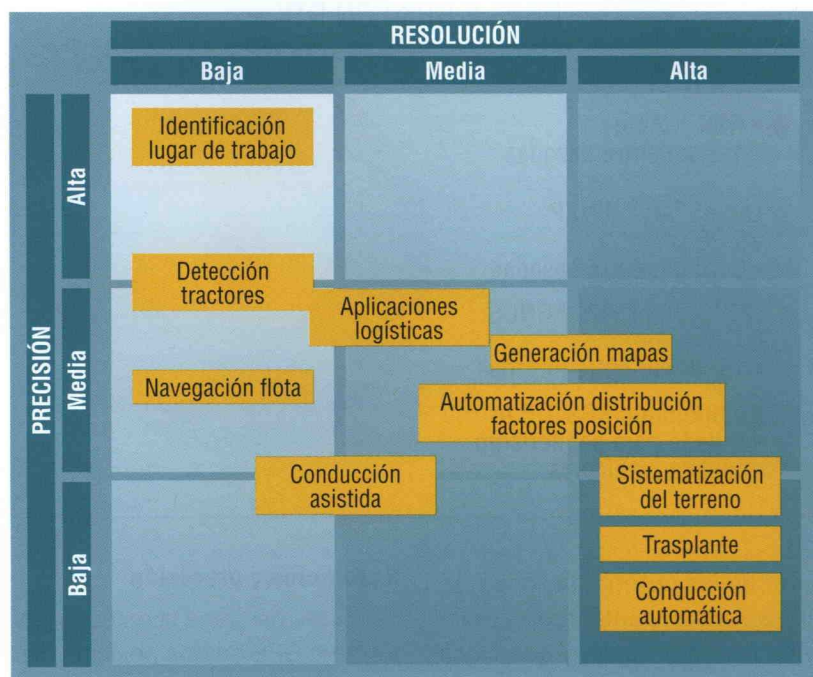 RESOLUCIÓN
Baja
Media
Alta
PRECISIÓN
Alta
Media
Baja
Identificación
lugar de trabajo
Detección
tractores
Aplicaciones
logísticas
Generación mapas
Navegación flota
Automatización distribución
factores posición
Conducción
asistida
Sistematización
del terreno
Trasplante
Conducción
automática